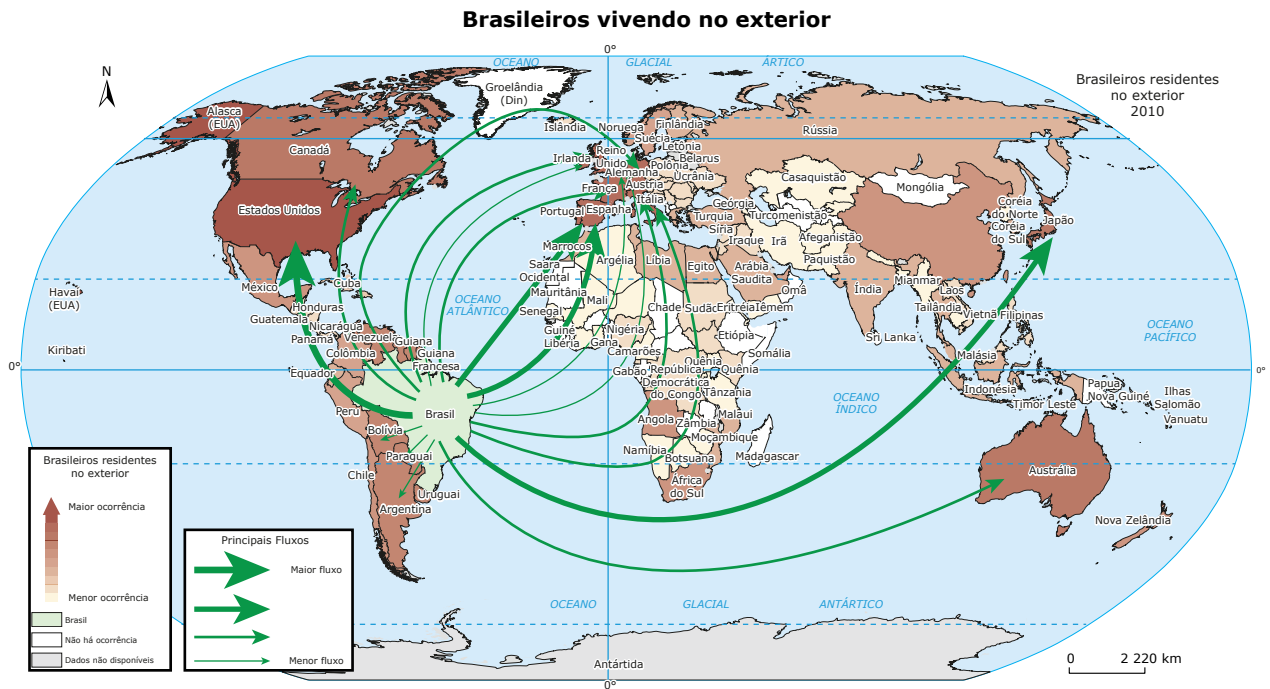 Brasileiros vivendo no exterior
0°
OCEANO
GLACIAL
ÁRTICO
Brasileiros residentes
no exterior
2010
N
Groelândia
(Din)
Alasca
(EUA)
Islândia
Noruega
Finlândia
Suécia
Rússia
Letônia
Canadá
Irlanda
Reino
Unido
Belarus
Polônia
Alemanha
Ucrânia
Casaquistão
Mongólia
França
Áustria
Itália
Estados Unidos
Portugal
Espanha
Geórgia
Turquia
Turcomenistão
Coréia
do Norte
Coréia
do Sul
Japão
Síria
Marrocos
Iraque
Irã
Afeganistão
Saara
Ocidental
Argélia
Líbia
Egito
Arábia
Saudita
Paquistão
Havai
(EUA)
México
Cuba
Mauritânia
Omã
Índia
Mianmar
Laos
OCEANO
ATLÂNTICO
Honduras
Guatemala
Mali
Senegal
Chade
Sudão
Eritréia
Iêmem
Tailândia
Vietnã
Filipinas
OCEANO
PACÍFICO
Nicarágua
Panamá
Venezuela
Guiana
Guiné
Libéria
Gana
Nigéria
Camarões
Etiópia
Sri Lanka
Kiribati
Colômbia
Guiana
Francesa
Somália
Malásia
0°
Equador
Gabão
República
Democrática
do Congo
Quênia
Quênia
0°
Indonésia
Papua
Nova Guiné
Ilhas
Salomão
Vanuatu
Timor Leste
Tanzânia
OCEANO
ÍNDICO
Peru
Brasil
Bolívia
Angola
Zâmbia
Malaui
Moçambique
Paraguai
Namíbia
Botsuana
Madagascar
Chile
África
do Sul
Austrália
Uruguai
Argentina
Nova Zelândia
Brasileiros residentes
no exterior
Maior ocorrência
Menor ocorrência
Brasil
Não há ocorrência
Dados não disponíveis
Principais Fluxos
Maior fluxo
Menor fluxo
OCEANO
GLACIAL
ANTÁRTICO
Antártida
0°
0
2 220 km